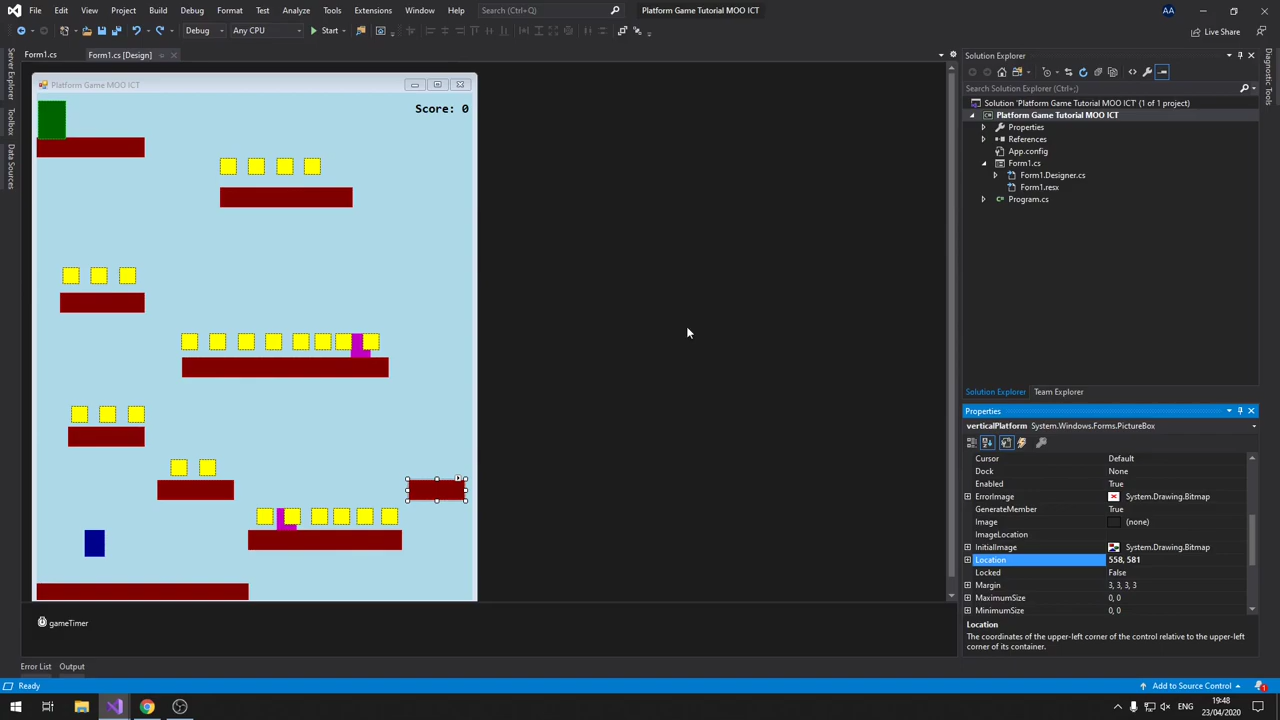 File Edit View Project Build Debug Format Test Analyze Tools Extensions Window Help Search (Ctrl+Q) Platform Game Tutorial MOO ICT AA
Debug Any CPU Start Live Share
Form1.cs Form1.cs [Design]
Server Explorer
Toolbox
Data Sources
Platform Game MOO ICT
Score: 0
gameTimer
Solution Explorer
Search Solution Explorer (Ctrl+;)
Solution 'Platform Game Tutorial MOO ICT' (1 of 1 project)
Platform Game Tutorial MOO ICT
Properties
References
App.config
Form1.cs
Form1.Designer.cs
Form1.resx
Program.cs
Diagnostic Tools
Solution Explorer Team Explorer
Properties
verticalPlatform System.Windows.Forms.PictureBox
Cursor Default
Dock None
Enabled True
ErrorImage System.Drawing.Bitmap
GenerateMember True
Image (none)
ImageLocation
InitialImage System.Drawing.Bitmap
Location 558, 581
Locked False
Margin 3, 3, 3, 3
MaximumSize 0, 0
MinimumSize 0, 0
Location
The coordinates of the upper-left corner of the control relative to the upper-left corner of its container.
Error List Output
Ready Add to Source Control 1
ENG 19:48
23/04/2020